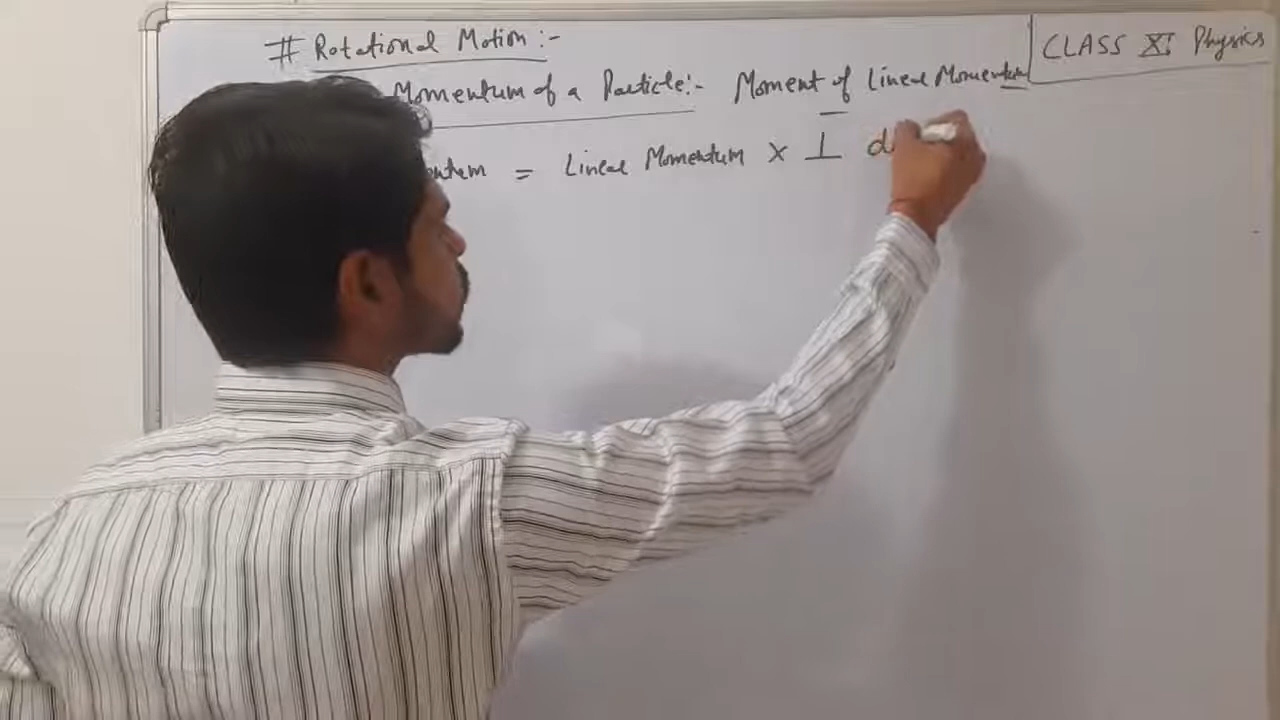 # Rotational Motion :-
CLASS XI Physics
Momentum of a Particle:- Moment of Linear Momentum
= Linear Momentum × ⊥